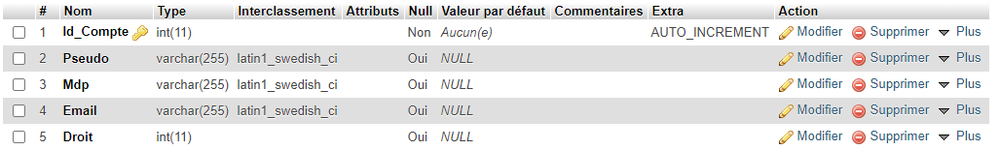 # Nom Type Interclassement Attributs Null Valeur par défaut Commentaires Extra Action
1 Id_Compte int(11) Non Aucun(e) AUTO_INCREMENT Modifier Supprimer Plus
2 Pseudo varchar(255) latin1_swedish_ci Oui NULL Modifier Supprimer Plus
3 Mdp varchar(255) latin1_swedish_ci Oui NULL Modifier Supprimer Plus
4 Email varchar(255) latin1_swedish_ci Oui NULL Modifier Supprimer Plus
5 Droit int(11) Oui NULL Modifier Supprimer Plus